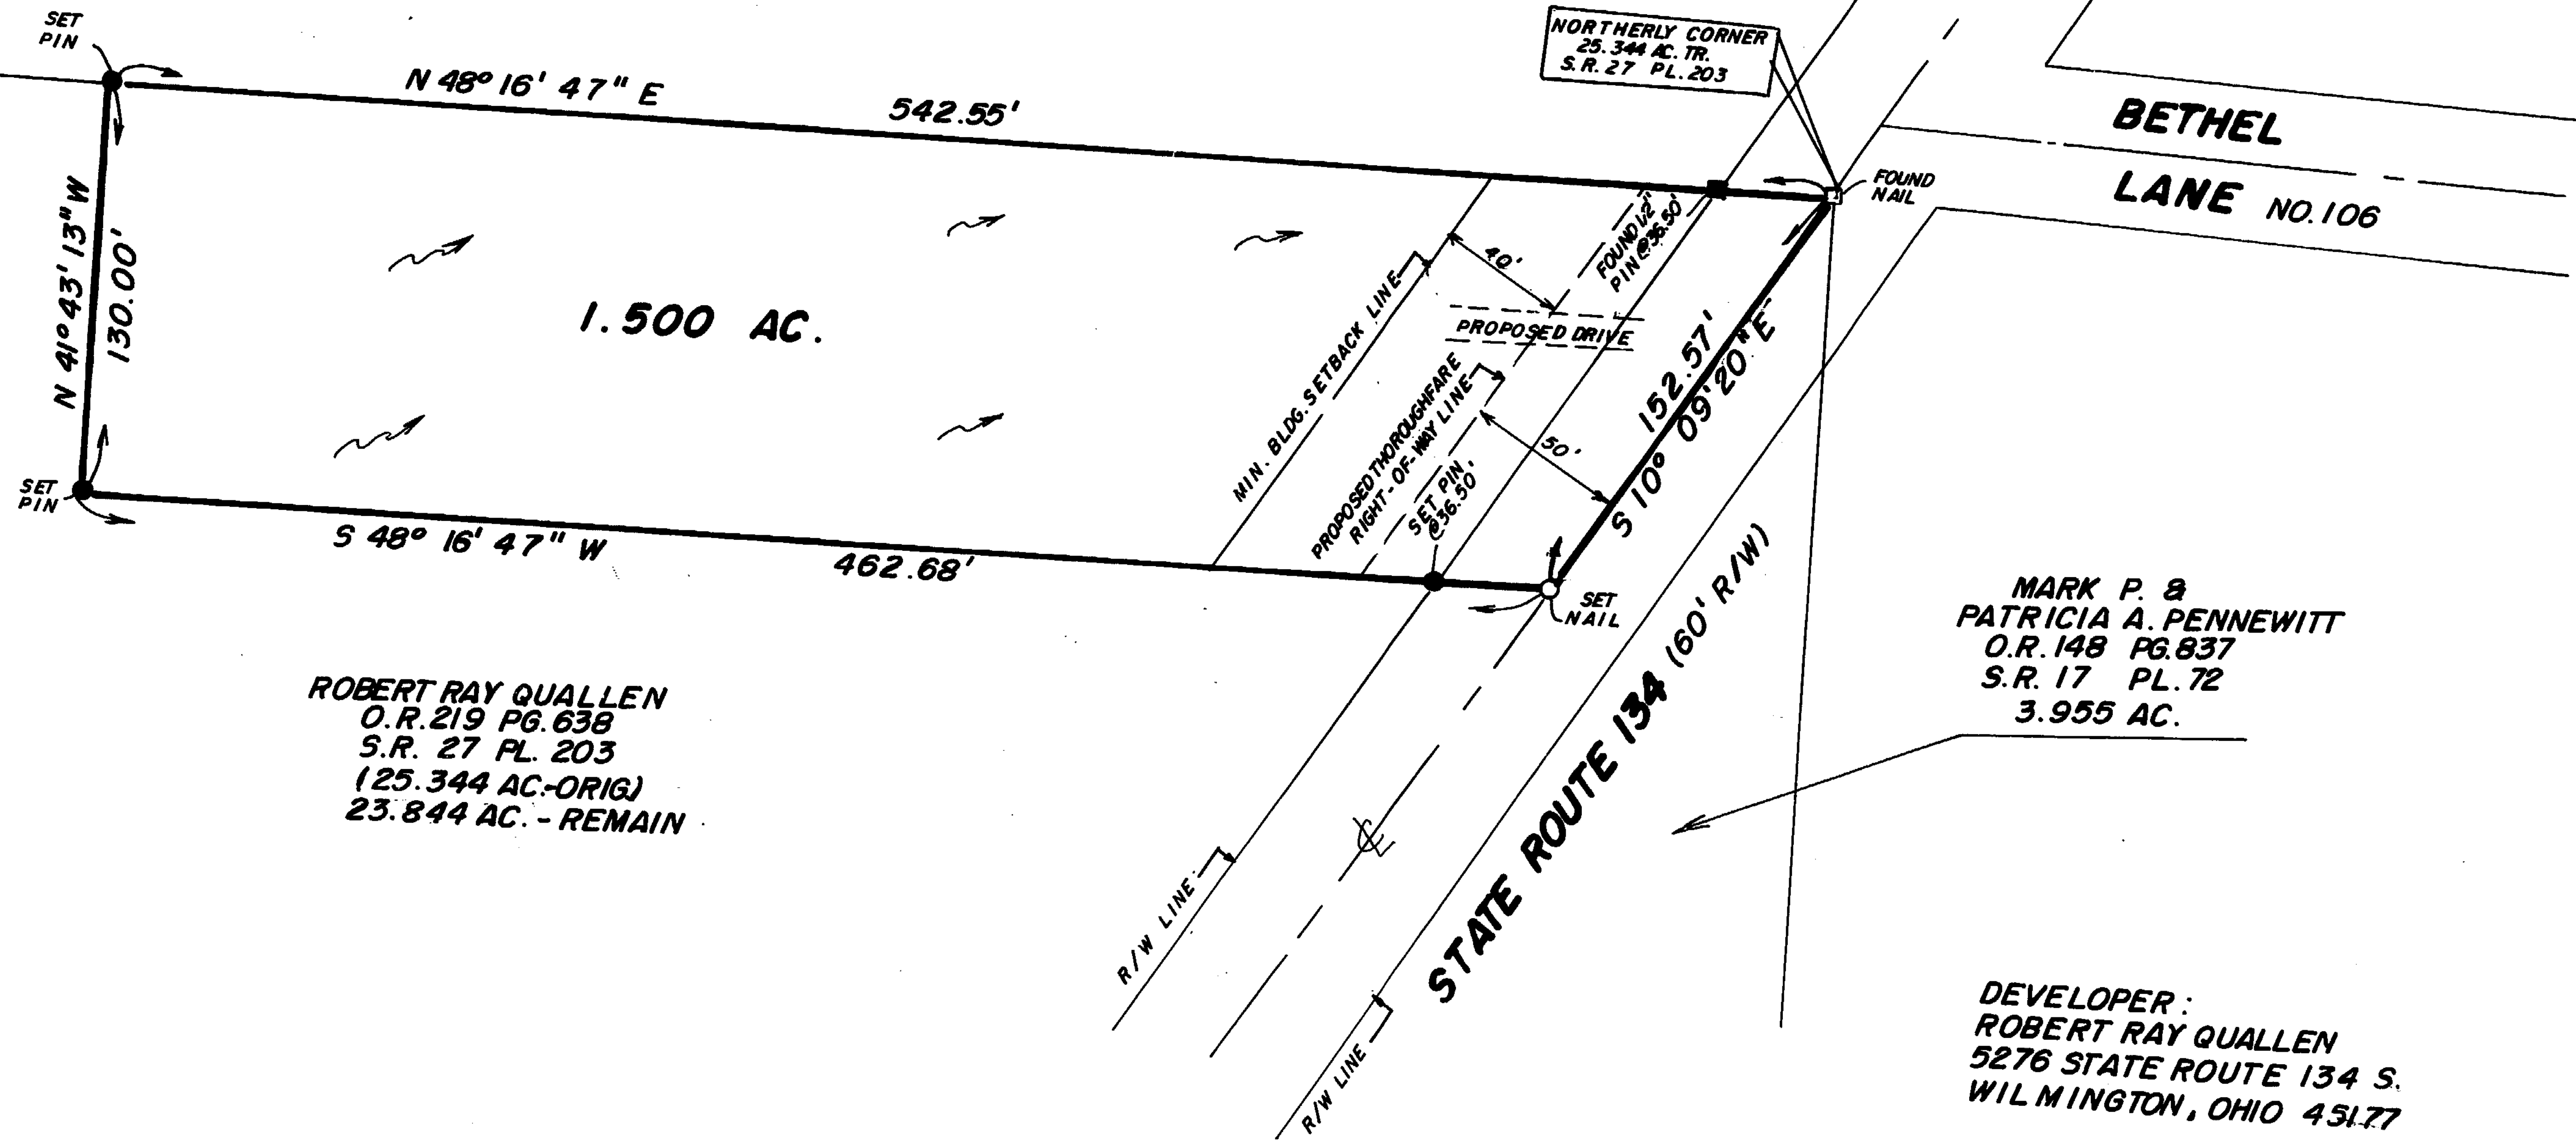 SET
PIN
N 48° 16' 47" E
542.55'
NORTHERLY CORNER
25.344 AC. TR.
S.R. 27 PL. 203
BETHEL
LANE NO. 106
FOUND
NAIL
N 41° 43' 13" W
130.00'
1.500 AC.
MIN. BLDG. SETBACK LINE
40'
FOUND 1/2"
PIN @ 36.50'
PROPOSED DRIVE
PROPOSED THOROUGHFARE
RIGHT-OF-WAY LINE
SET PIN
@ 36.50'
50'
152.57'
S 10° 09' 20" E
SET
PIN
S 48° 16' 47" W
462.68'
SET
NAIL
STATE ROUTE 134 (60' R/W)
MARK P. &
PATRICIA A. PENNEWITT
O.R. 148 PG. 837
S.R. 17 PL. 72
3.955 AC.
ROBERT RAY QUALLEN
O.R. 219 PG. 638
S.R. 27 PL. 203
(25.344 AC.-ORIG.)
23.844 AC. - REMAIN
R/W LINE
℄
R/W LINE
DEVELOPER:
ROBERT RAY QUALLEN
5276 STATE ROUTE 134 S.
WILMINGTON, OHIO 45177